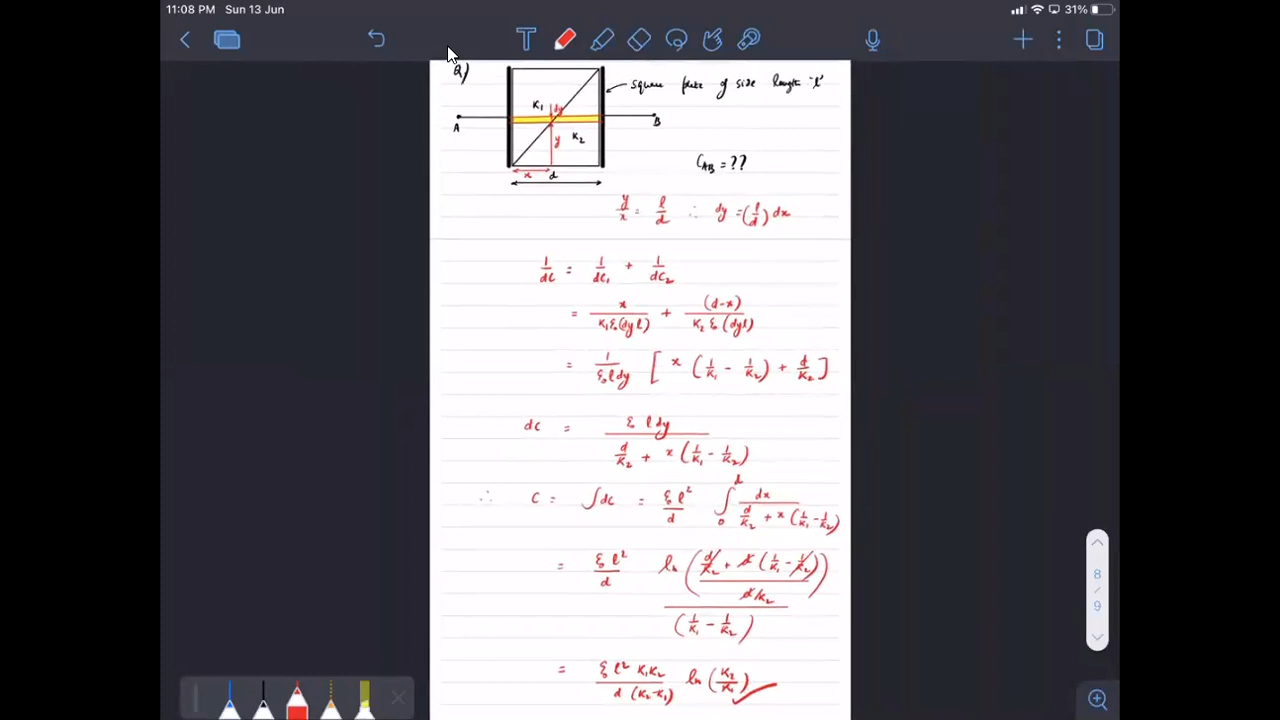 11:08 PM Sun 13 Jun
31%
T
Q)
square plate of side length 'l'
K₁ dy
A B
y K₂
x d
C_AB = ??
y/x = l/d ∴ dy = (l/d) dx
1/dC = 1/dC₁ + 1/dC₂
= x/(K₁ε₀(dy l)) + (d-x)/(K₂ε₀(dy l))
= 1/(ε₀ l dy) [ x (1/K₁ - 1/K₂) + d/K₂ ]
dC = ε₀ l dy / (d/K₂ + x (1/K₁ - 1/K₂))
∴ C = ∫dC = ε₀ l²/d ∫₀ᵈ dx / (d/K₂ + x (1/K₁ - 1/K₂))
= ε₀ l²/d ln ( (d/K₂ + d (1/K₁ - 1/K₂)) / (d/K₂) ) / (1/K₁ - 1/K₂)
= ε₀ l² K₁K₂ / d (K₂-K₁) ln (K₂/K₁)
8
/
9